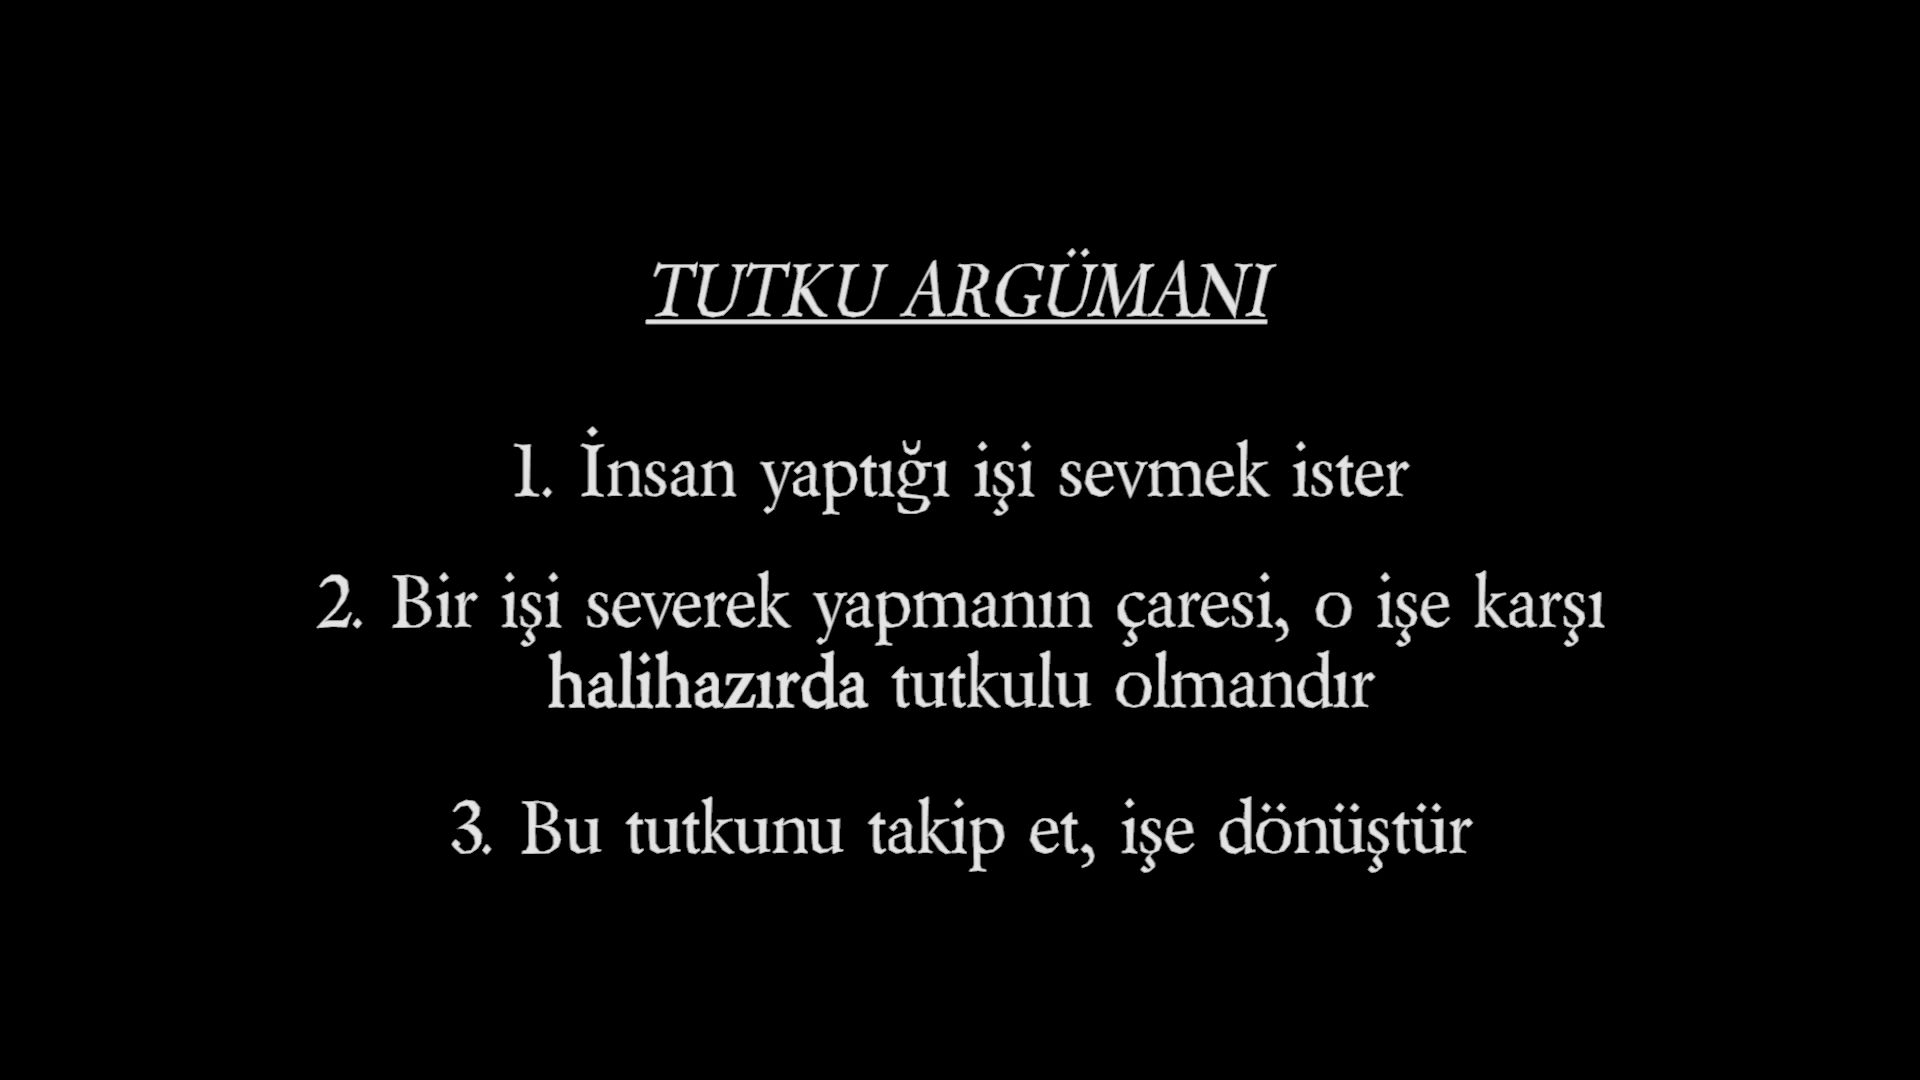 TUTKU ARGÜMANI
1. İnsan yaptığı işi sevmek ister
2. Bir işi severek yapmanın çaresi, o işe karşı
halihazırda tutkulu olmandır
3. Bu tutkunu takip et, işe dönüştür